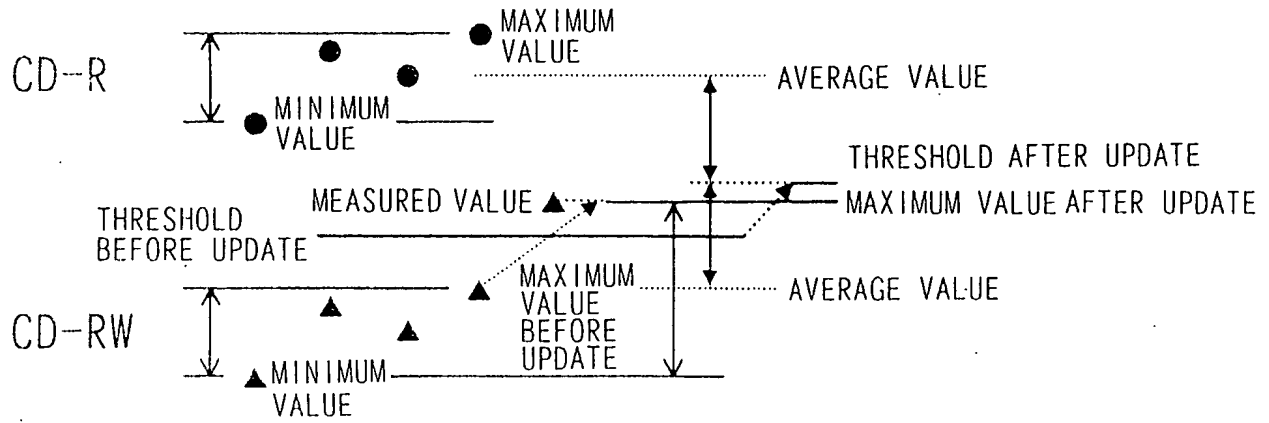 CD-R
MAXIMUM
VALUE
MINIMUM
VALUE
AVERAGE VALUE
THRESHOLD AFTER UPDATE
MEASURED VALUE
MAXIMUM VALUE AFTER UPDATE
THRESHOLD
BEFORE UPDATE
CD-RW
MAXIMUM
VALUE
BEFORE
UPDATE
AVERAGE VALUE
MINIMUM
VALUE